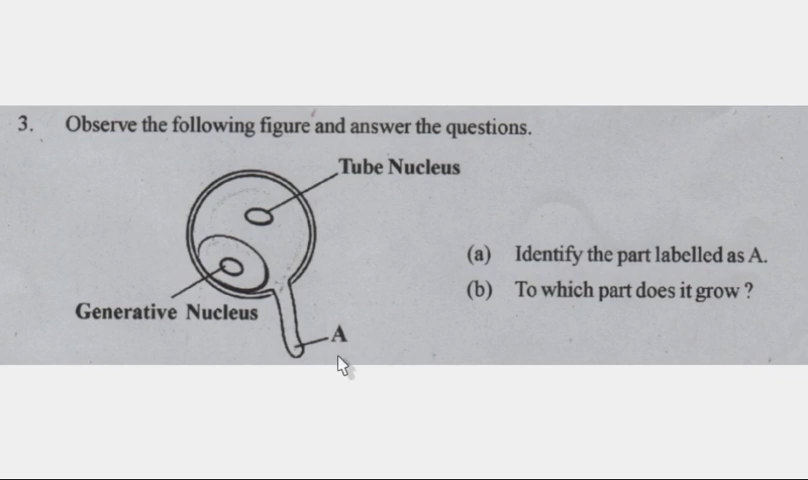 3. Observe the following figure and answer the questions.
Tube Nucleus
(a) Identify the part labelled as A.
(b) To which part does it grow ?
Generative Nucleus
A